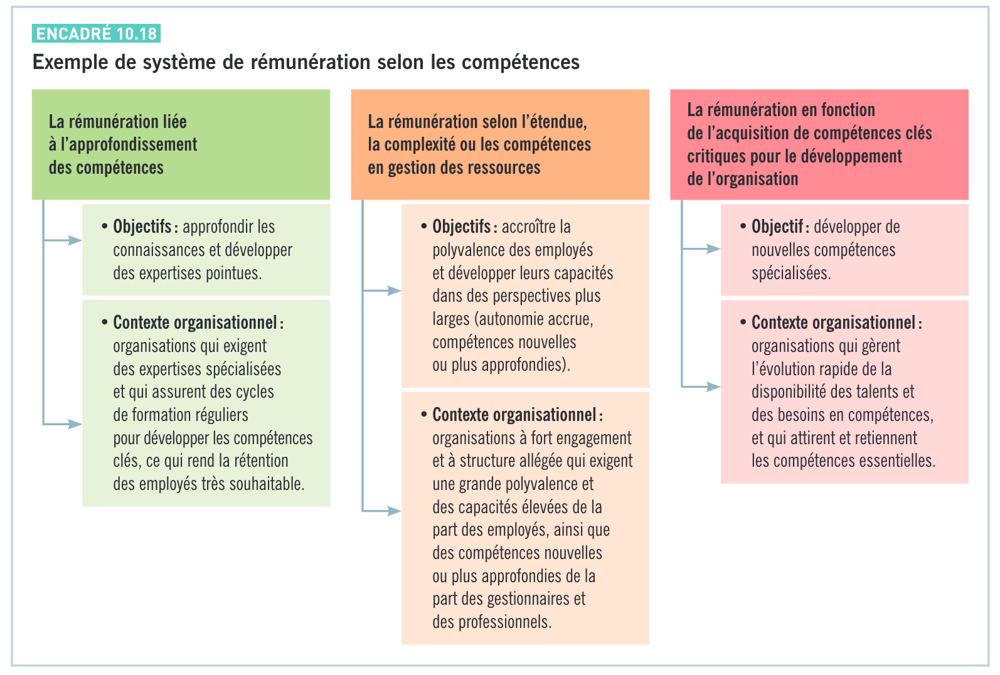 ENCADRÉ 10.18
Exemple de système de rémunération selon les compétences
La rémunération liée
à l'approfondissement
des compétences
• Objectifs : approfondir les
connaissances et développer
des expertises pointues.
• Contexte organisationnel :
organisations qui exigent
des expertises spécialisées
et qui assurent des cycles
de formation réguliers
pour développer les compétences
clés, ce qui rend la rétention
des employés très souhaitable.
La rémunération selon l'étendue,
la complexité ou les compétences
en gestion des ressources
• Objectifs : accroître la
polyvalence des employés
et développer leurs capacités
dans des perspectives plus
larges (autonomie accrue,
compétences nouvelles
ou plus approfondies).
• Contexte organisationnel :
organisations à fort engagement
et à structure allégée qui exigent
une grande polyvalence et
des capacités élevées de la
part des employés, ainsi que
des compétences nouvelles
ou plus approfondies de la
part des gestionnaires et
des professionnels.
La rémunération en fonction
de l'acquisition de compétences clés
critiques pour le développement
de l'organisation
• Objectif : développer de
nouvelles compétences
spécialisées.
• Contexte organisationnel :
organisations qui gèrent
l'évolution rapide de la
disponibilité des talents et
des besoins en compétences,
et qui attirent et retiennent
les compétences essentielles.